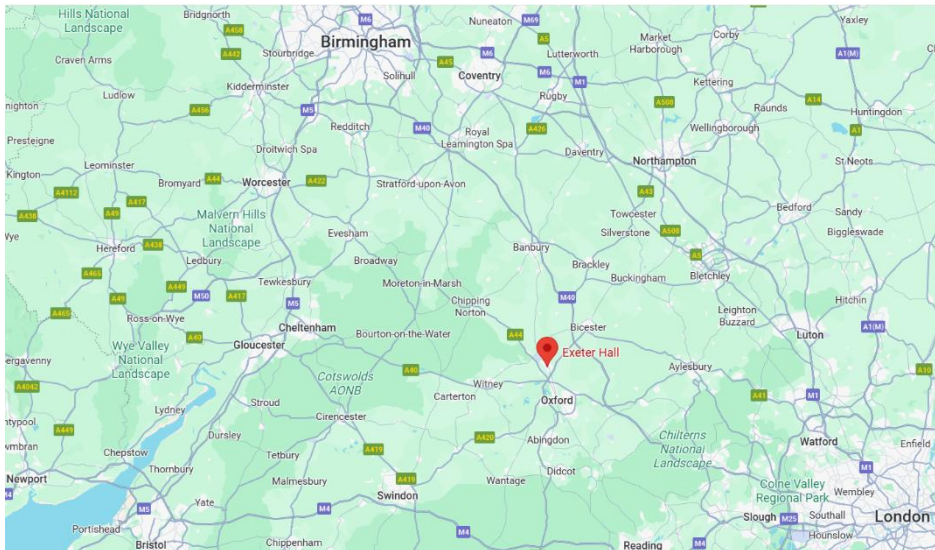 Hills National
Landscape
Bridgnorth
A458
A442
M6
Birmingham
Nuneaton
M69
A5
Lutterworth
Market
Harborough
Corby
Yaxley
A1(M)
Craven Arms
Stourbridge
Solihull
A45
Coventry
M6
M6
M1
Kettering
A14
Ludlow
Kidderminster
A456
M5
Redditch
M40
Rugby
A426
A508
Raunds
Huntingdon
A1
Presteigne
Droitwich Spa
Royal
Leamington Spa
Daventry
Wellingborough
Northampton
St Neots
Kington
Leominster
A44
Bromyard
Worcester
A422
Stratford-upon-Avon
A4112
A417
A49
A438
A43
Towcester
Bedford
Sandy
Malvern Hills
National
Landscape
Hereford
A438
Evesham
Banbury
Silverstone
A508
Biggleswade
Ledbury
Broadway
Brackley
A5
Bletchley
A465
A449
A49
M50
A417
Tewkesbury
M5
Moreton-in-Marsh
Chipping
Norton
M40
Buckingham
Hitchin
A465
Ross-on-Wye
Cheltenham
Leighton
Buzzard
A1(M)
A40
Gloucester
Bourton-on-the-Water
A44
Bicester
Luton
Wye Valley
National
Landscape
Exeter Hall
Aylesbury
A10
A4042
Cotswolds
AONB
A40
Witney
Carterton
Oxford
A41
M1
Lydney
Stroud
Cirencester
A449
Dursley
A419
A420
Abingdon
Chilterns
National
Landscape
Watford
Enfield
Chepstow
Tetbury
Didcot
M1
Newport
Thornbury
Malmesbury
Swindon
A419
Wantage
Colne Valley
Regional Park
Wembley
M4
M5
Yate
M4
M4
Slough
M25
Southall
London
Portishead
Bristol
Chippenham
Reading
M4
Hounslow